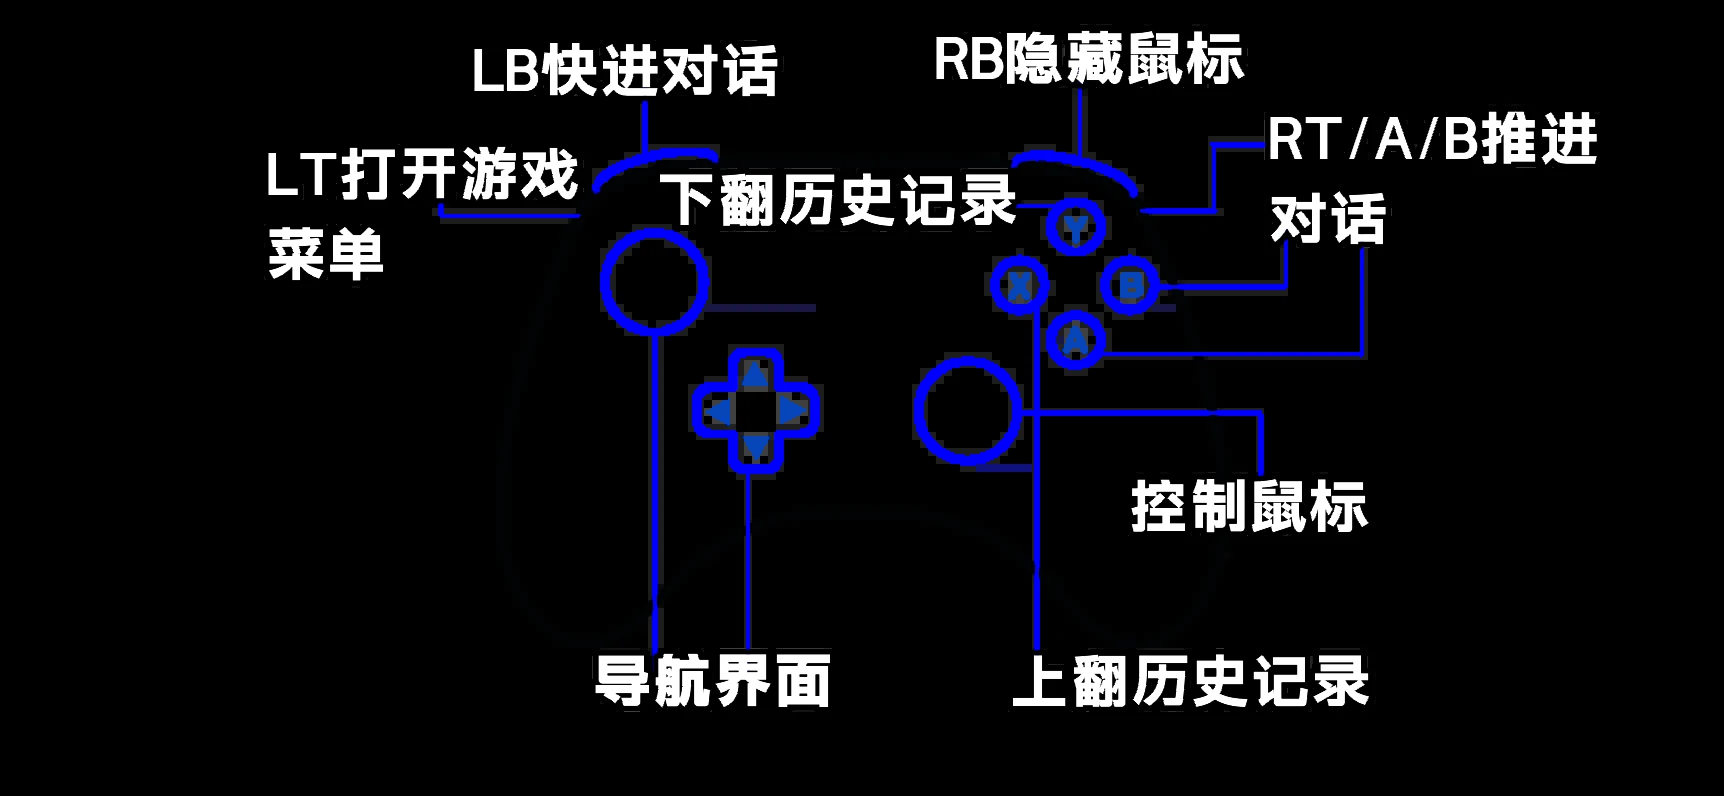 LB快进对话
RB隐藏鼠标
RT/A/B推进
对话
LT打开游戏
菜单
下翻历史记录
Y
X
B
A
控制鼠标
导航界面
上翻历史记录